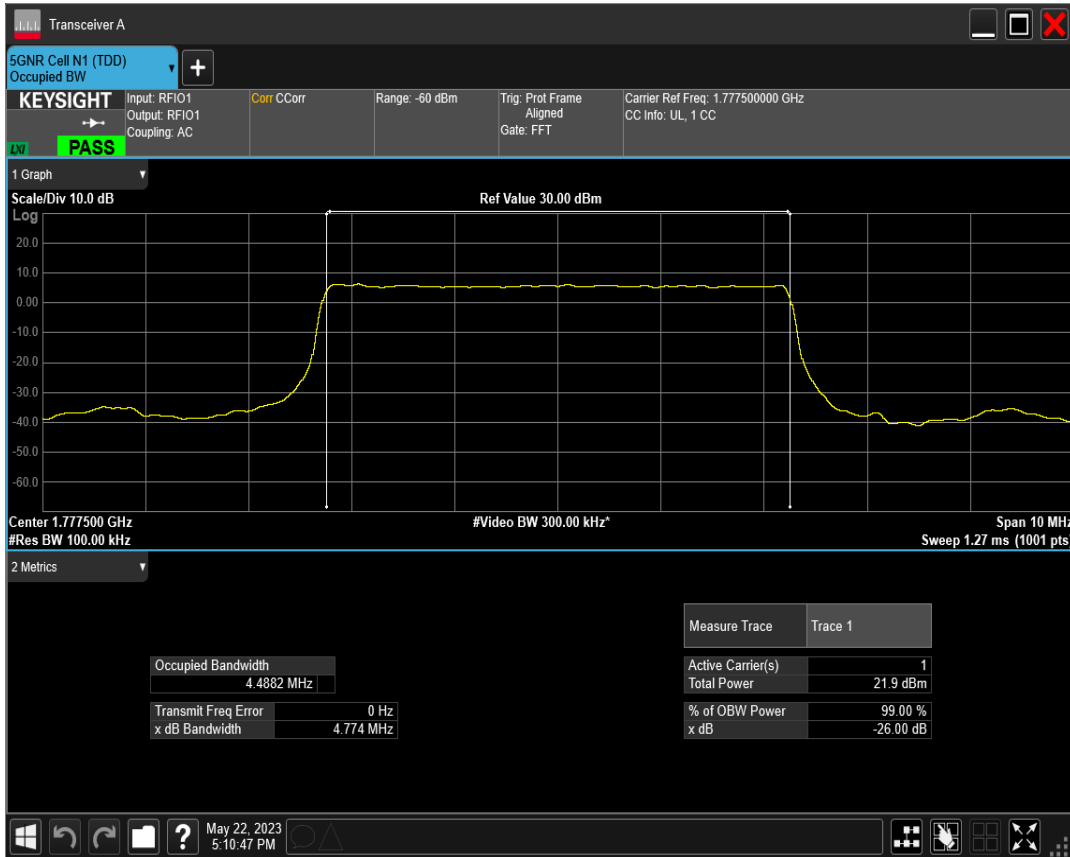 Transceiver A
5GNR Cell N1 (TDD)
Occupied BW
+
KEYSIGHT
LXI
PASS
Input: RFIO1
Output: RFIO1
Coupling: AC
Corr CCorr
Range: -60 dBm
Trig: Prot Frame
Aligned
Gate: FFT
Carrier Ref Freq: 1.777500000 GHz
CC Info: UL, 1 CC
1 Graph
Scale/Div 10.0 dB
Ref Value 30.00 dBm
Log
20.0
10.0
0.00
-10.0
-20.0
-30.0
-40.0
-50.0
-60.0
Center 1.777500 GHz
#Video BW 300.00 kHz*
Span 10 MHz
#Res BW 100.00 kHz
Sweep 1.27 ms (1001 pts)
2 Metrics
Measure Trace
Trace 1
Occupied Bandwidth
4.4882 MHz
Active Carrier(s)
1
Total Power
21.9 dBm
Transmit Freq Error
0 Hz
x dB Bandwidth
4.774 MHz
% of OBW Power
99.00 %
x dB
-26.00 dB
?
May 22, 2023
5:10:47 PM